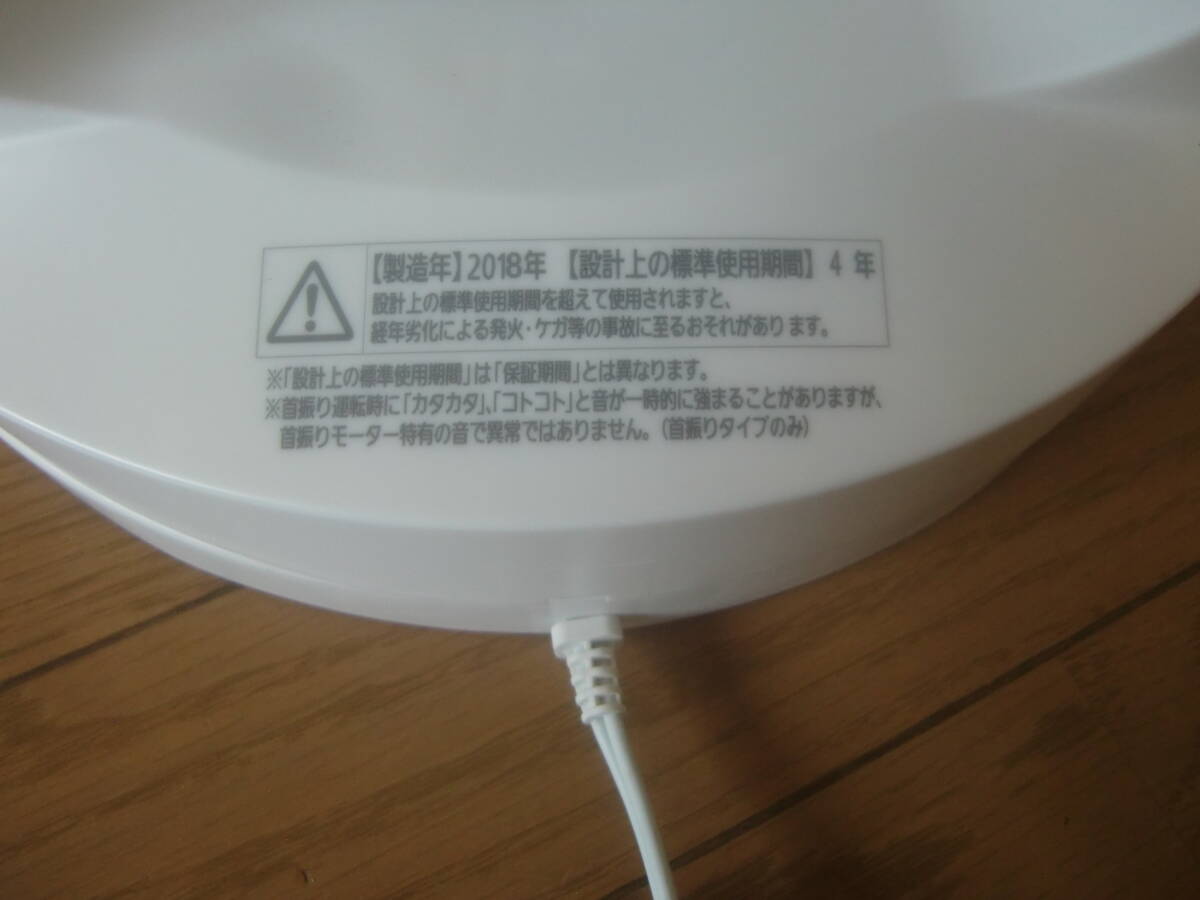 【製造年】2018年 【設計上の標準使用期間】 4 年
設計上の標準使用期間を超えて使用されますと、
経年劣化による発火・ケガ等の事故に至るおそれがあり ます。
※「設計上の標準使用期間」は「保証期間」とは異なります。
※首振り運転時に「カタカタ」、「コトコト」と音が一時的に強まることがありますが、
首振りモーター特有の音で異常ではありません。（首振りタイプのみ）